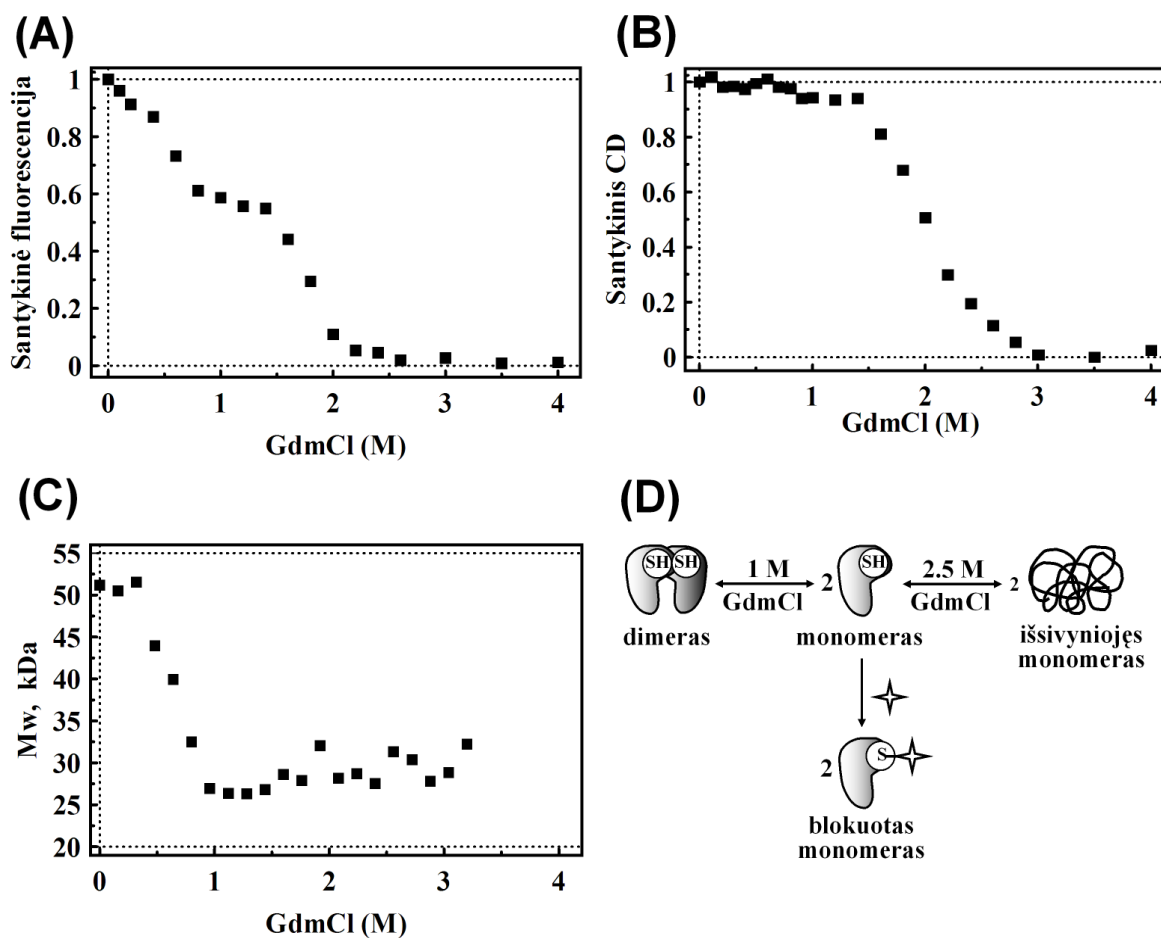 (A)
Santykinė fluorescencija
1
0.8
0.6
0.4
0.2
0
0 1 2 3 4
GdmCl (M)
(B)
Santykinis CD
1
0.8
0.6
0.4
0.2
0
0 1 2 3 4
GdmCl (M)
(C)
Mw, kDa
55
50
45
40
35
30
25
20
0 1 2 3 4
GdmCl (M)
(D)
SH SH
dimeras
1 M
GdmCl
2 SH
monomeras
2.5 M
GdmCl
2
išsivyniojęs
monomeras
2 S
blokuotas
monomeras